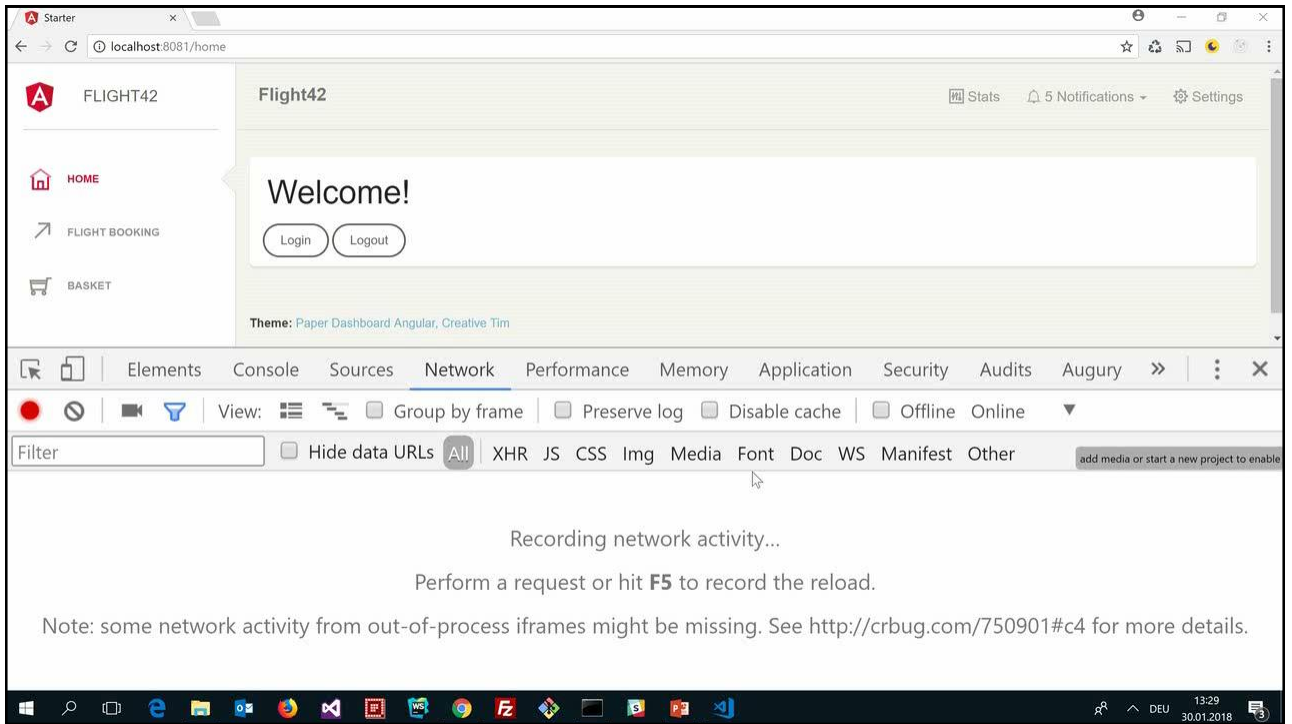 Starter
localhost:8081/home
FLIGHT42
Flight42
Stats
5 Notifications
Settings
HOME
Welcome!
FLIGHT BOOKING
Login
Logout
BASKET
Theme: Paper Dashboard Angular, Creative Tim
Elements
Console
Sources
Network
Performance
Memory
Application
Security
Audits
Augury
View:
Group by frame
Preserve log
Disable cache
Offline
Online
Filter
Hide data URLs
All
XHR
JS
CSS
Img
Media
Font
Doc
WS
Manifest
Other
add media or start a new project to enable
Recording network activity...
Perform a request or hit F5 to record the reload.
Note: some network activity from out-of-process iframes might be missing. See http://crbug.com/750901#c4 for more details.
DEU
13:29
30.01.2018
3